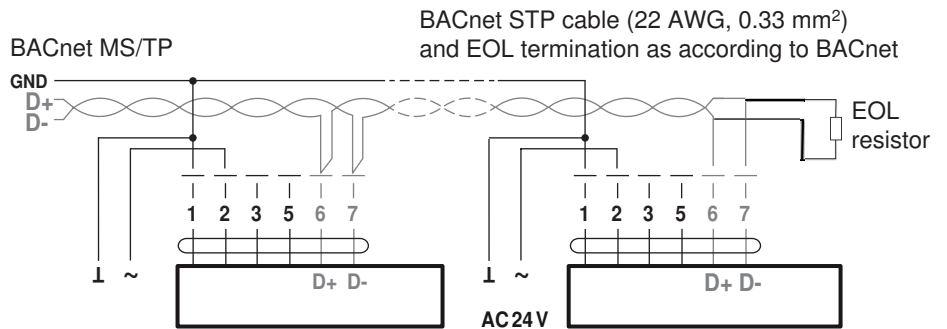 BACnet STP cable (22 AWG, 0.33 mm²)
BACnet MS/TP
and EOL termination as according to BACnet
GND
D+
D-
EOL
resistor
1 2 3 5 6 7
1 2 3 5 6 7
⊥ ~
⊥ ~
D+ D-
D+ D-
AC 24 V